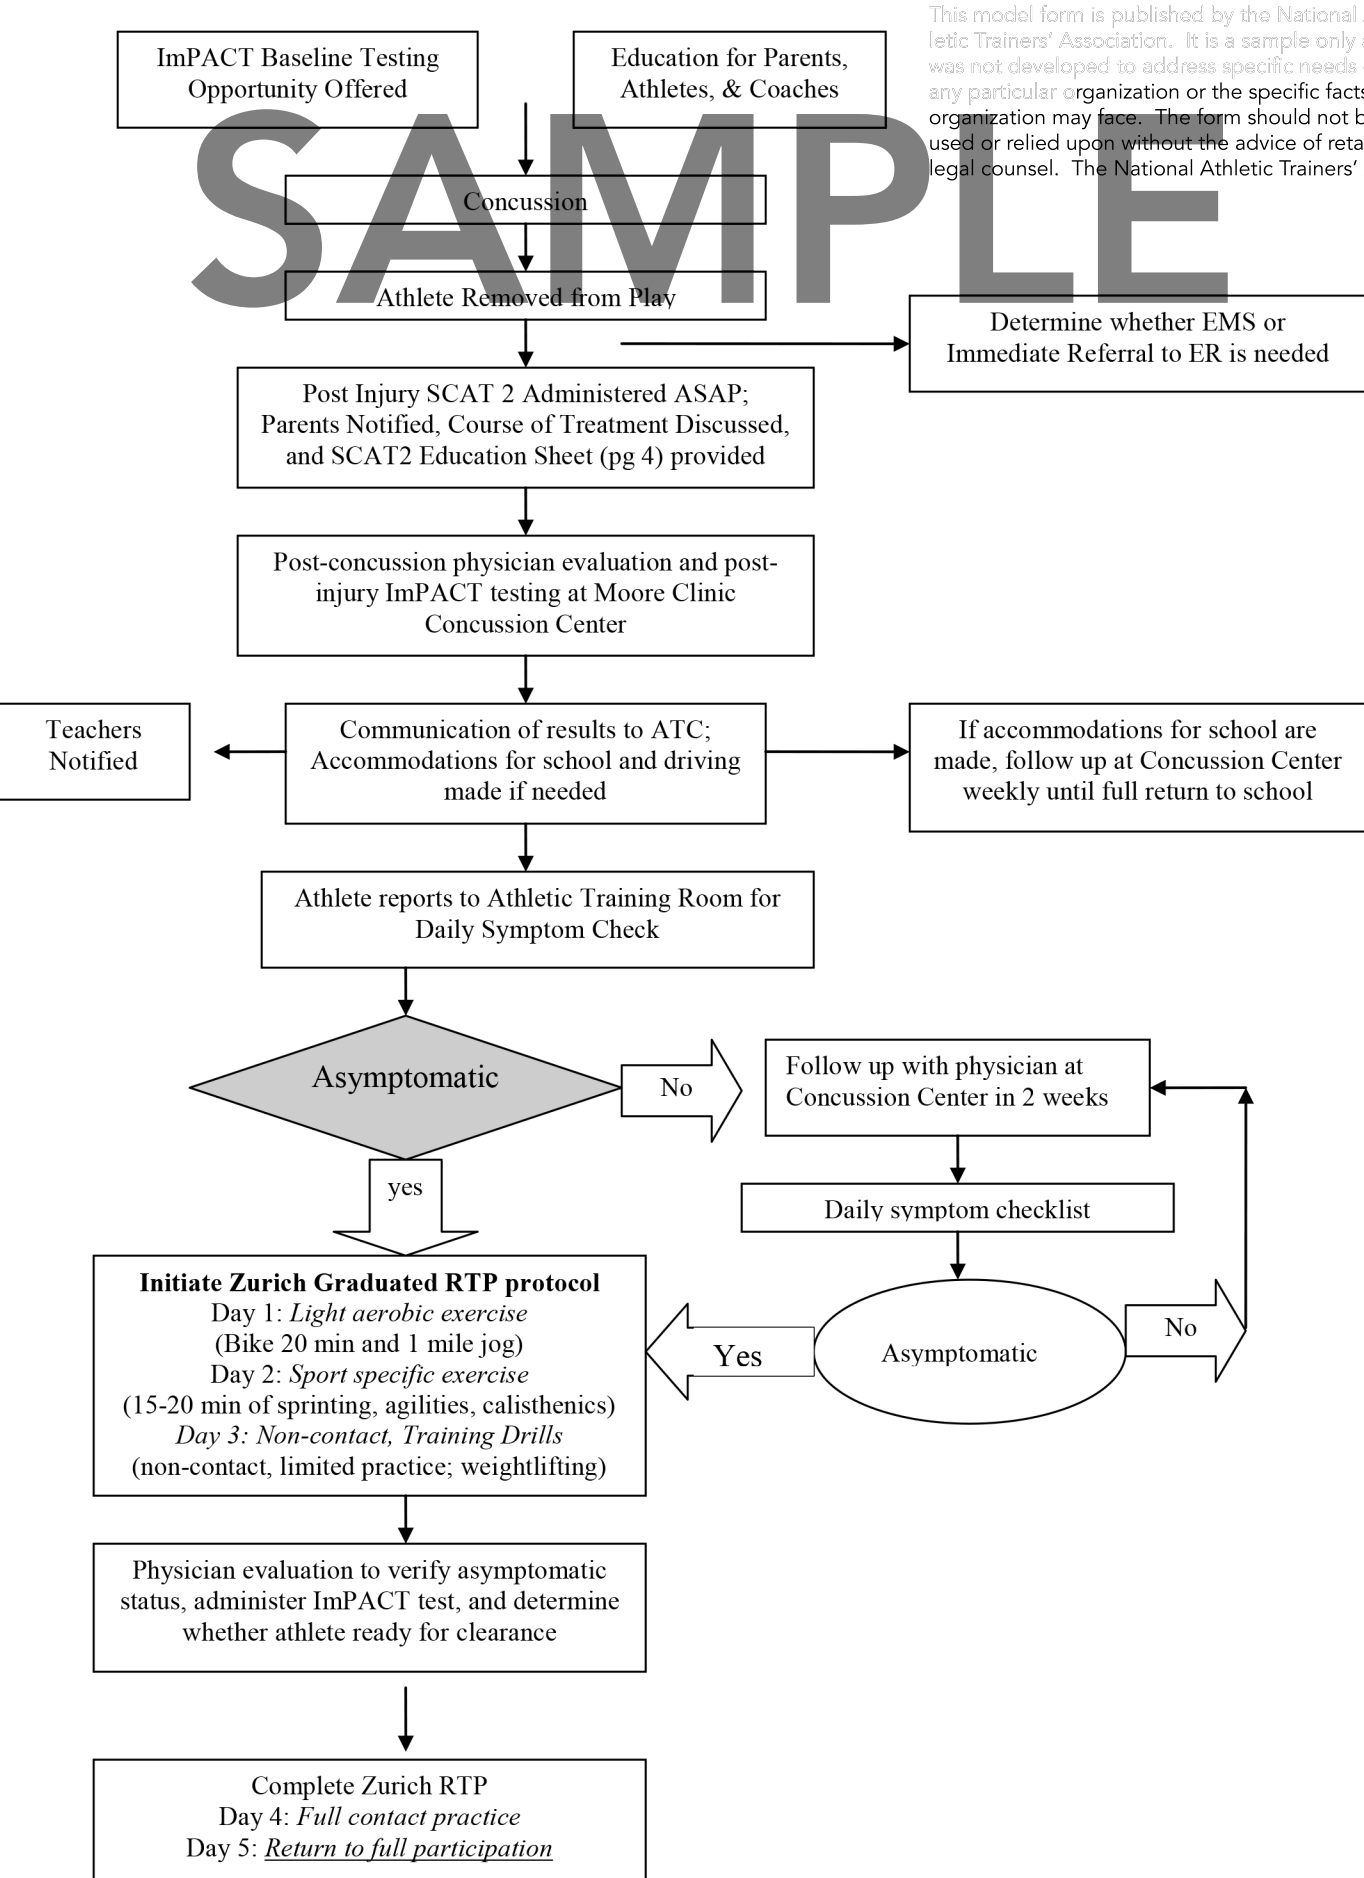 This model form is published by the National
letic Trainers’ Association.  It is a sample only
was not developed to address specific needs
any particular organization or the specific facts
organization may face.  The form should not b
used or relied upon without the advice of reta
legal counsel.  The National Athletic Trainers’
SAMPLE
ImPACT Baseline Testing
Opportunity Offered
Education for Parents,
Athletes, & Coaches
Concussion
Athlete Removed from Play
Determine whether EMS or
Immediate Referral to ER is needed
Post Injury SCAT 2 Administered ASAP;
Parents Notified, Course of Treatment Discussed,
and SCAT2 Education Sheet (pg 4) provided
Post-concussion physician evaluation and post-
injury ImPACT testing at Moore Clinic
Concussion Center
Teachers
Notified
Communication of results to ATC;
Accommodations for school and driving
made if needed
If accommodations for school are
made, follow up at Concussion Center
weekly until full return to school
Athlete reports to Athletic Training Room for
Daily Symptom Check
Asymptomatic
No
Follow up with physician at
Concussion Center in 2 weeks
yes
Daily symptom checklist
Initiate Zurich Graduated RTP protocol
Day 1: Light aerobic exercise
(Bike 20 min and 1 mile jog)
Day 2: Sport specific exercise
(15-20 min of sprinting, agilities, calisthenics)
Day 3: Non-contact, Training Drills
(non-contact, limited practice; weightlifting)
Yes
Asymptomatic
No
Physician evaluation to verify asymptomatic
status, administer ImPACT test, and determine
whether athlete ready for clearance
Complete Zurich RTP
Day 4: Full contact practice
Day 5: Return to full participation